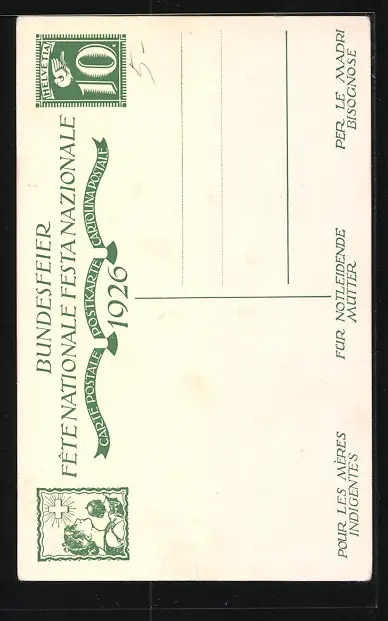 BUNDESFEIER
FÊTE NATIONALE FESTA NAZIONALE
CARTE POSTALE POSTKARTE CARTOLINA POSTALE
1926
HELVETIA
10
5.-
POUR LES MÈRES
INDIGENTES
FÜR NOTLEIDENDE
MÜTTER
PER LE MADRI
BISOGNOSE